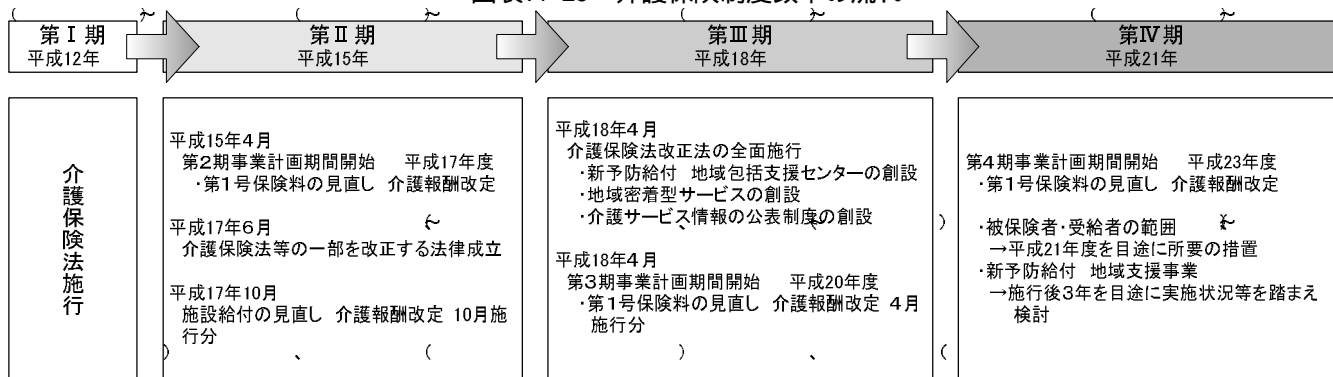 第Ⅰ期
平成12年
第Ⅱ期
平成15年
第Ⅲ期
平成18年
第Ⅳ期
平成21年
介護保険法施行
平成15年4月
第2期事業計画期間開始 平成17年度
・第1号保険料の見直し 介護報酬改定
平成17年6月
介護保険法等の一部を改正する法律成立
平成17年10月
施設給付の見直し 介護報酬改定 10月施
行分
平成18年4月
介護保険法改正法の全面施行
・新予防給付 地域包括支援センターの創設
・地域密着型サービスの創設
・介護サービス情報の公表制度の創設
平成18年4月
第3期事業計画期間開始 平成20年度
・第1号保険料の見直し 介護報酬改定 4月
施行分
第4期事業計画期間開始 平成23年度
・第1号保険料の見直し 介護報酬改定
・被保険者・受給者の範囲
→平成21年度を目途に所要の措置
・新予防給付 地域支援事業
→施行後3年を目途に実施状況等を踏まえ
検討